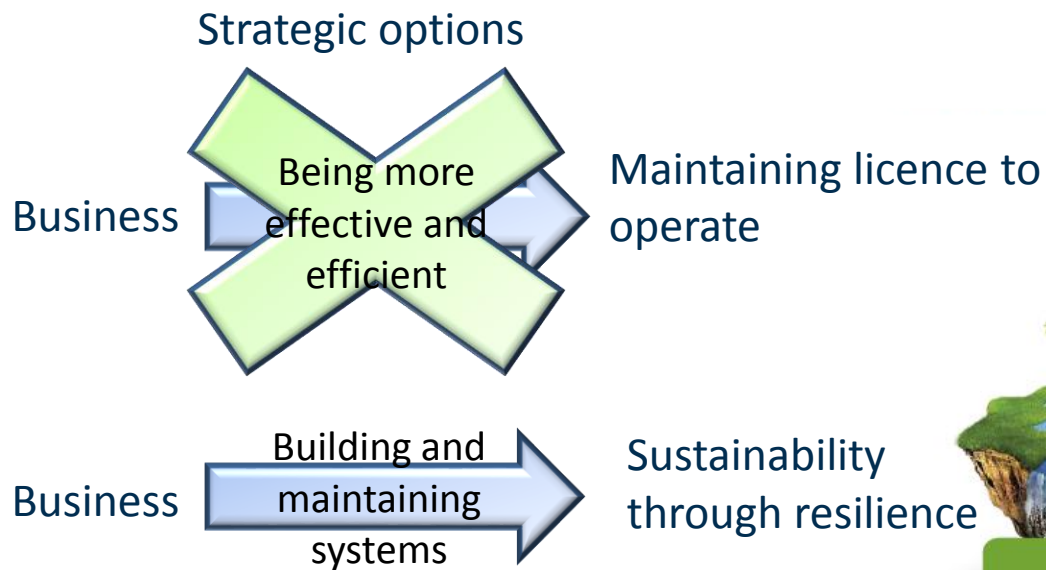 Strategic options
Business
Being more
effective and
efficient
Maintaining licence to
operate
Business
Building and
maintaining
systems
Sustainability
through resilience